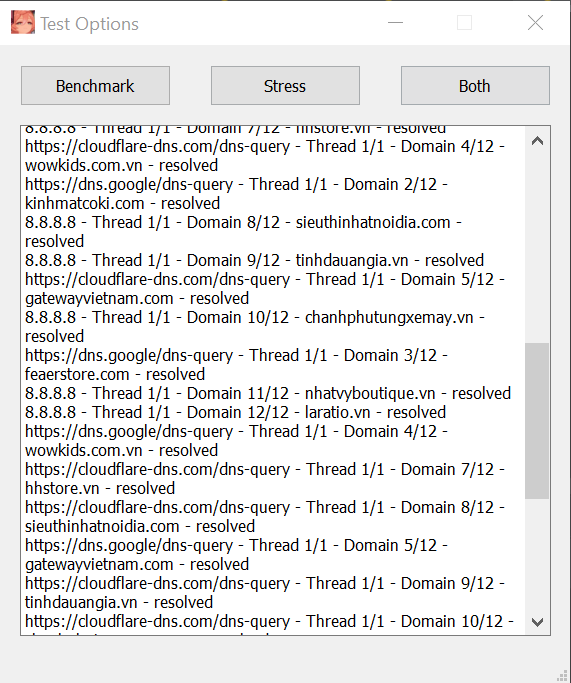 Test Options
Benchmark
Stress
Both
8.8.8.8 - Thread 1/1 - Domain 7/12 - hhstore.vn - resolved
https://cloudflare-dns.com/dns-query - Thread 1/1 - Domain 4/12 -
wowkids.com.vn - resolved
https://dns.google/dns-query - Thread 1/1 - Domain 2/12 -
kinhmatcoki.com - resolved
8.8.8.8 - Thread 1/1 - Domain 8/12 - sieuthinhatnoidia.com -
resolved
8.8.8.8 - Thread 1/1 - Domain 9/12 - tinhdauangia.vn - resolved
https://cloudflare-dns.com/dns-query - Thread 1/1 - Domain 5/12 -
gatewayvietnam.com - resolved
8.8.8.8 - Thread 1/1 - Domain 10/12 - chanhphutungxemay.vn -
resolved
https://dns.google/dns-query - Thread 1/1 - Domain 3/12 -
feaerstore.com - resolved
8.8.8.8 - Thread 1/1 - Domain 11/12 - nhatvyboutique.vn - resolved
8.8.8.8 - Thread 1/1 - Domain 12/12 - laratio.vn - resolved
https://dns.google/dns-query - Thread 1/1 - Domain 4/12 -
wowkids.com.vn - resolved
https://cloudflare-dns.com/dns-query - Thread 1/1 - Domain 7/12 -
hhstore.vn - resolved
https://cloudflare-dns.com/dns-query - Thread 1/1 - Domain 8/12 -
sieuthinhatnoidia.com - resolved
https://dns.google/dns-query - Thread 1/1 - Domain 5/12 -
gatewayvietnam.com - resolved
https://cloudflare-dns.com/dns-query - Thread 1/1 - Domain 9/12 -
tinhdauangia.vn - resolved
https://cloudflare-dns.com/dns-query - Thread 1/1 - Domain 10/12 -